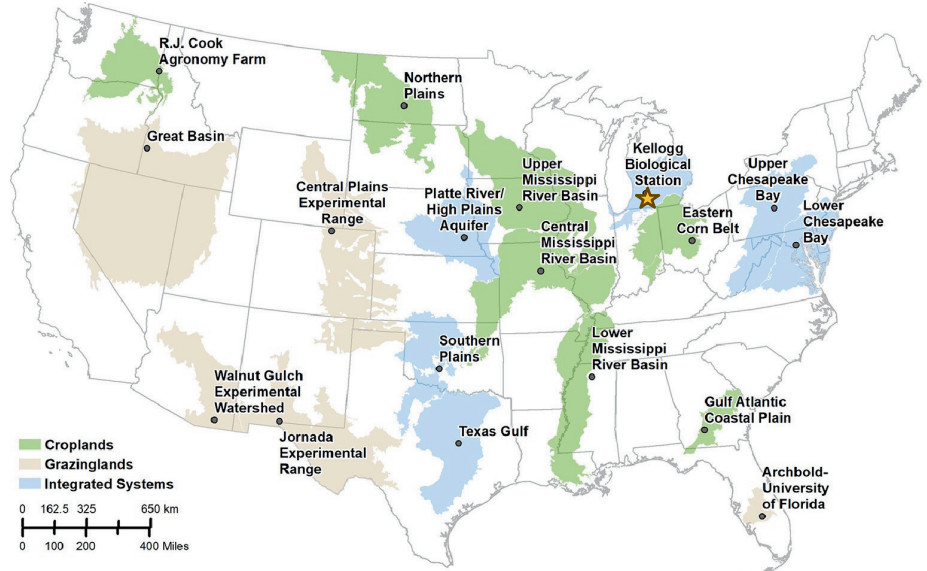 R.J. Cook
Agronomy Farm
Northern
Plains
Great Basin
Kellogg
Biological
Station
Upper
Mississippi
River Basin
Upper
Chesapeake
Bay
Central Plains
Experimental
Range
Platte River/
High Plains
Aquifer
Eastern
Corn Belt
Lower
Chesapeake
Bay
Central
Mississippi
River Basin
Southern
Plains
Lower
Mississippi
River Basin
Walnut Gulch
Experimental
Watershed
Jornada
Experimental
Range
Texas Gulf
Gulf Atlantic
Coastal Plain
Archbold-
University
of Florida
Croplands
Grazinglands
Integrated Systems
0 162.5 325 650 km
0 100 200 400 Miles